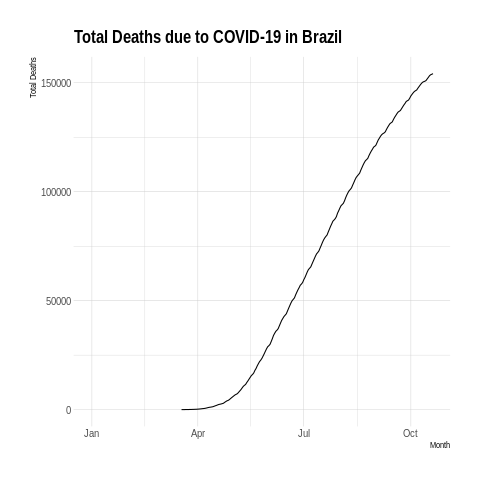 Total Deaths due to COVID-19 in Brazil
Total Deaths
150000
100000
50000
0
Jan Apr Jul Oct
Month